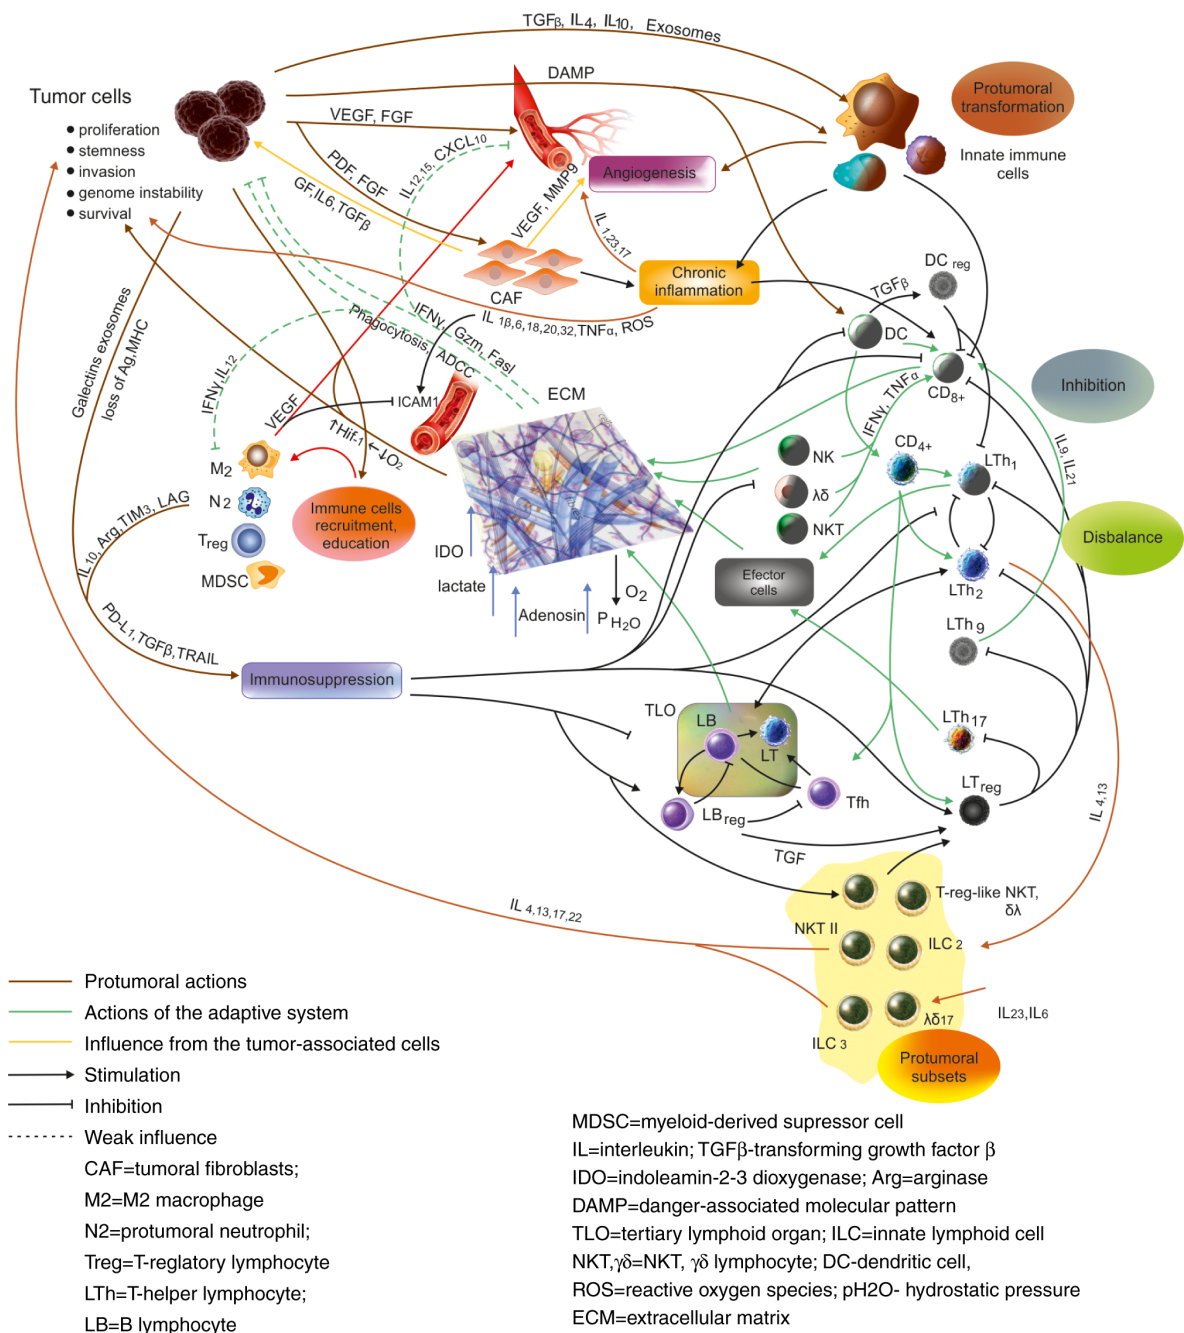 TGFβ, IL4, IL10, Exosomes
DAMP
Tumor cells
● proliferation
● stemness
● invasion
● genome instability
● survival
VEGF, FGF
PDF, FGF
GF,IL6,TGFβ
IL12-15, CXCL10
VEGF, MMP9
Angiogenesis
Protumoral
transformation
Innate immune
cells
IL 1,23,17
CAF
Chronic
inflammation
IL 1β,6,18,20,32,TNFα, ROS
DC reg
TGFβ
DC
CD8+
Inhibition
Galectins exosomes
loss of Ag,MHC
IFNγ, Gzm, Fasl
Phagocytosis, ADCC
IFNγ,IL12
VEGF
ICAM1
ECM
↑Hif-1 ←↓O2
IFNγ, TNFα
IL9, IL21
NK
λδ
NKT
CD4+
LTh1
M2
N2
Treg
MDSC
Immune cells
recruitment,
education
IL10, Arg,TIM3, LAG
IDO
lactate
Adenosin
O2
P H2O
Efector
cells
LTh2
Disbalance
LTh9
PD-L1,TGFβ,TRAIL
Immunosuppression
TLO
LB
LT
LBreg
Tfh
LTh17
LTreg
TGF
IL 4,13
IL 4,13,17,22
T-reg-like NKT,
δλ
NKT II
ILC 2
λδ17
ILC 3
IL23,IL6
Protumoral
subsets
Protumoral actions
Actions of the adaptive system
Influence from the tumor-associated cells
Stimulation
Inhibition
Weak influence
CAF=tumoral fibroblasts;
M2=M2 macrophage
N2=protumoral neutrophil;
Treg=T-reglatory lymphocyte
LTh=T-helper lymphocyte;
LB=B lymphocyte
MDSC=myeloid-derived supressor cell
IL=interleukin; TGFβ-transforming growth factor β
IDO=indoleamin-2-3 dioxygenase; Arg=arginase
DAMP=danger-associated molecular pattern
TLO=tertiary lymphoid organ; ILC=innate lymphoid cell
NKT,γδ=NKT, γδ lymphocyte; DC-dendritic cell,
ROS=reactive oxygen species; pH2O- hydrostatic pressure
ECM=extracellular matrix